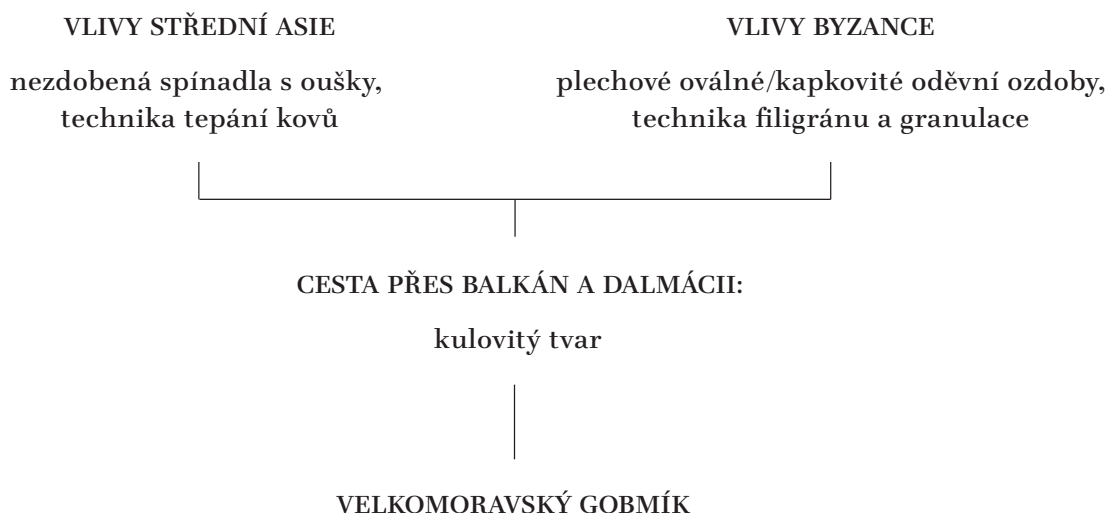 VLIVY STŘEDNÍ ASIE
nezdobená spínadla s oušky,
technika tepání kovů
VLIVY BYZANCE
plechové oválné/kapkovité oděvní ozdoby,
technika filigránu a granulace
CESTA PŘES BALKÁN A DALMÁCII:
kulovitý tvar
VELKOMORAVSKÝ GOMBÍK